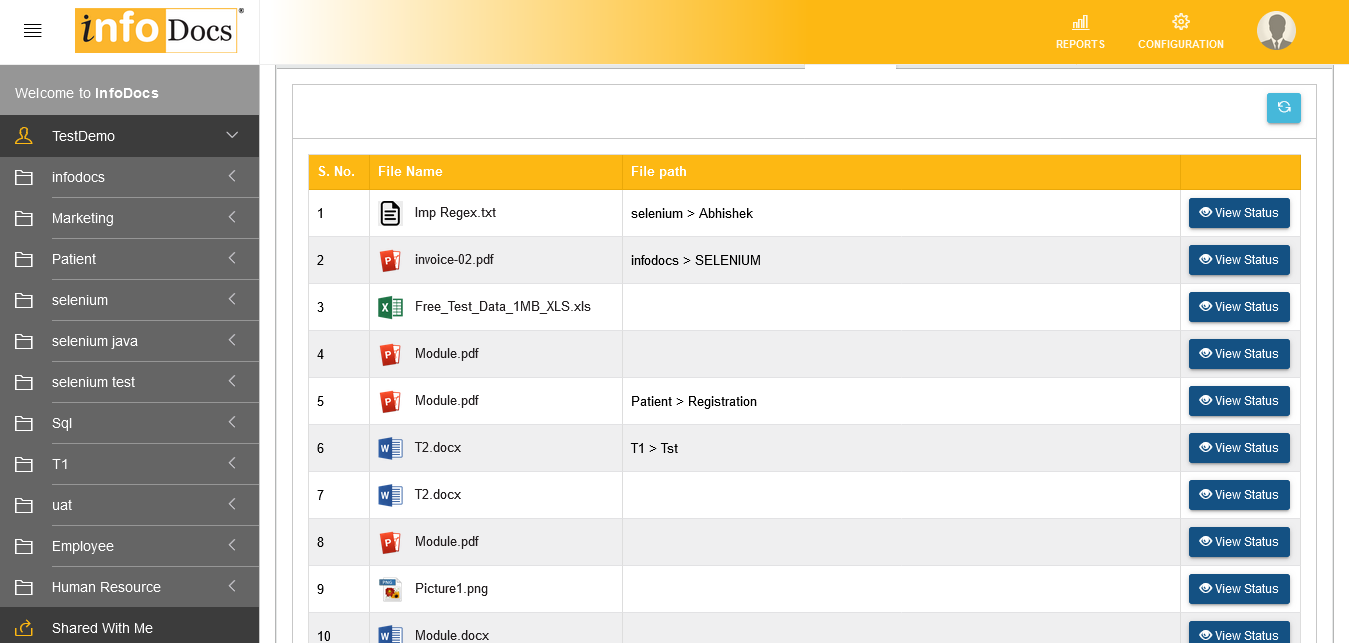 info Docs®
REPORTS
CONFIGURATION
Welcome to InfoDocs
TestDemo
infodocs
Marketing
Patient
selenium
selenium java
selenium test
Sql
T1
uat
Employee
Human Resource
Shared With Me
S. No. File Name File path
1 Imp Regex.txt selenium > Abhishek View Status
2 invoice-02.pdf infodocs > SELENIUM View Status
3 Free_Test_Data_1MB_XLS.xls View Status
4 Module.pdf View Status
5 Module.pdf Patient > Registration View Status
6 T2.docx T1 > Tst View Status
7 T2.docx View Status
8 Module.pdf View Status
9 Picture1.png View Status
10 Module.docx View Status